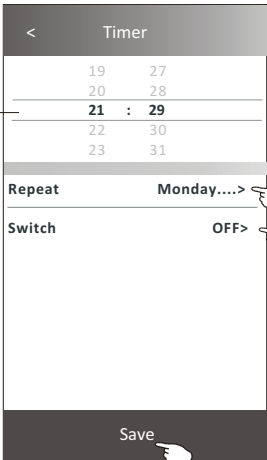 < Timer
19 27
20 28
21 : 29
22 30
23 31
Repeat Monday....>
Switch OFF>
Save